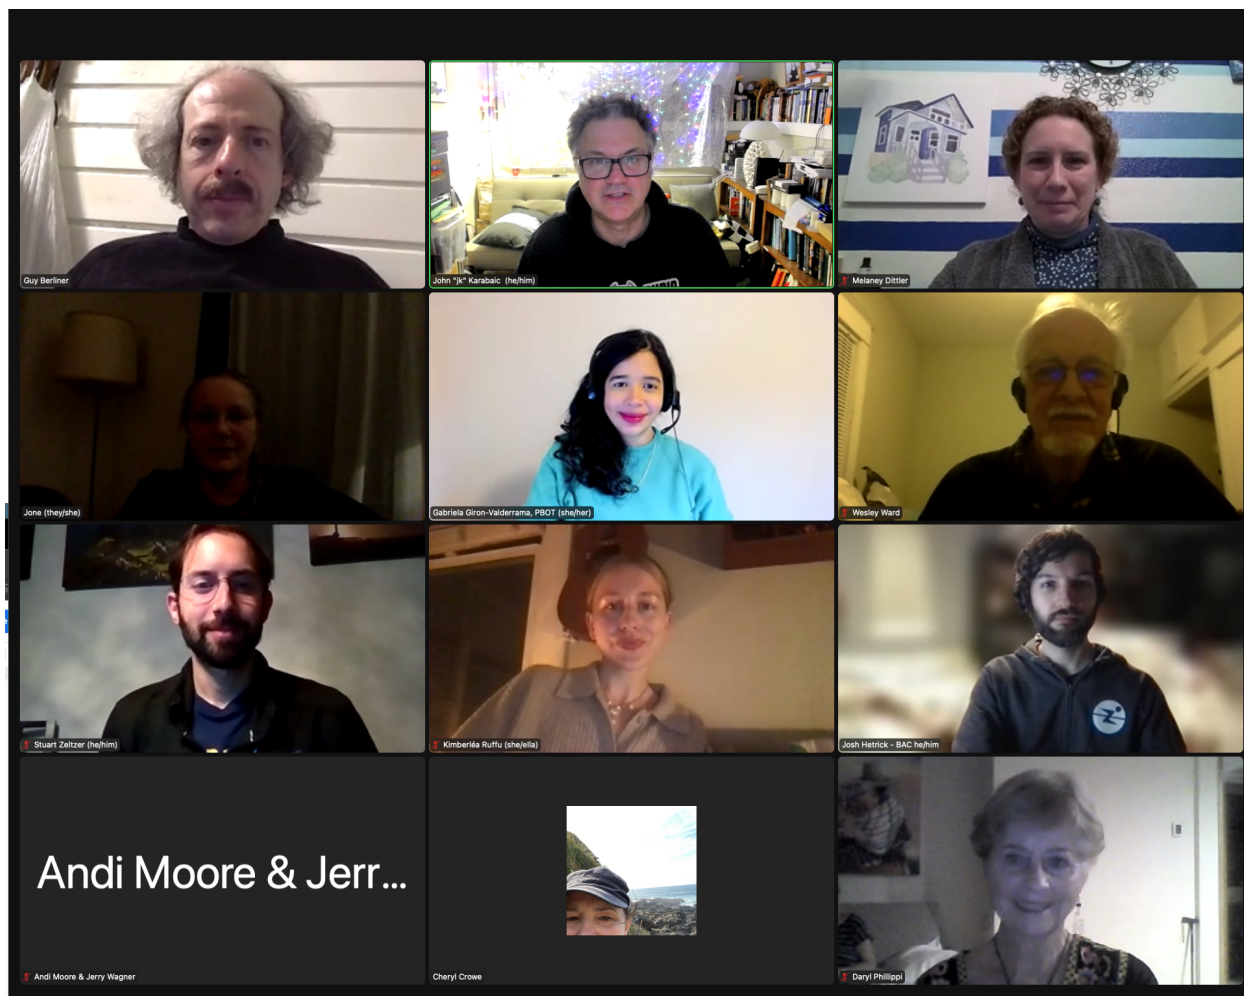 Guy Berliner
John "jk" Karabaic (he/him)
Melaney Dittler
Jone (they/she)
Gabriela Giron-Valderrama, PBOT (she/her)
Wesley Ward
Stuart Zeltzer (he/him)
Kimberléa Ruffu (she/ella)
Josh Hetrick - BAC he/him
Andi Moore & Jerr...
Andi Moore & Jerry Wagner
Cheryl Crowe
Daryl Phillippi